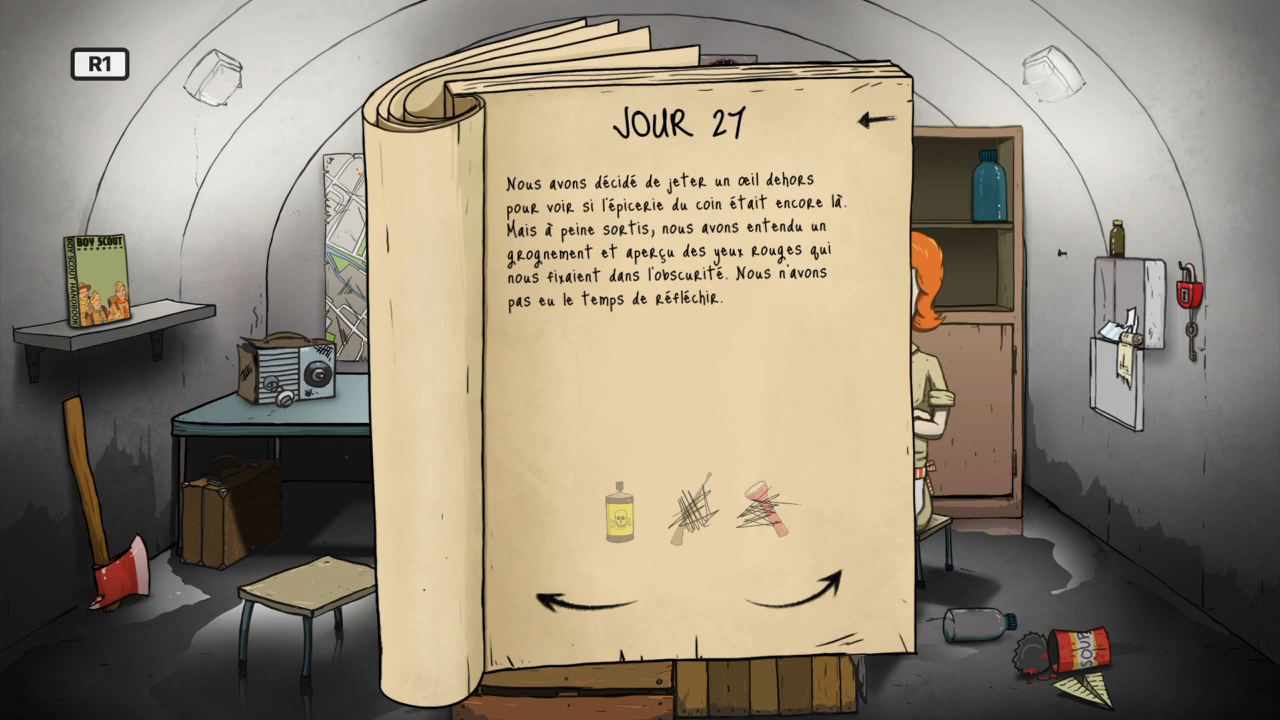 R1
JOUR 27
Nous avons décidé de jeter un œil dehors
pour voir si l'épicerie du coin était encore là.
Mais à peine sortis, nous avons entendu un
grognement et aperçu des yeux rouges qui
nous fixaient dans l'obscurité. Nous n'avons
pas eu le temps de réfléchir.
BOY SCOUT
BOY SCOUT HANDBOOK
SOUP